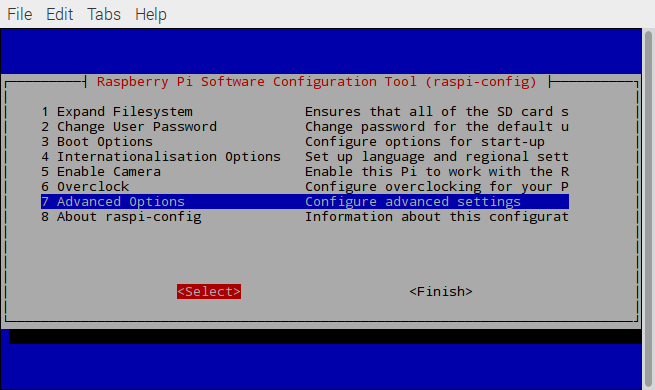 File Edit Tabs Help
Raspberry Pi Software Configuration Tool (raspi-config)
1 Expand Filesystem Ensures that all of the SD card s
2 Change User Password Change password for the default u
3 Boot Options Configure options for start-up
4 Internationalisation Options Set up language and regional sett
5 Enable Camera Enable this Pi to work with the R
6 Overclock Configure overclocking for your P
7 Advanced Options Configure advanced settings
8 About raspi-config Information about this configurat
<Select> <Finish>